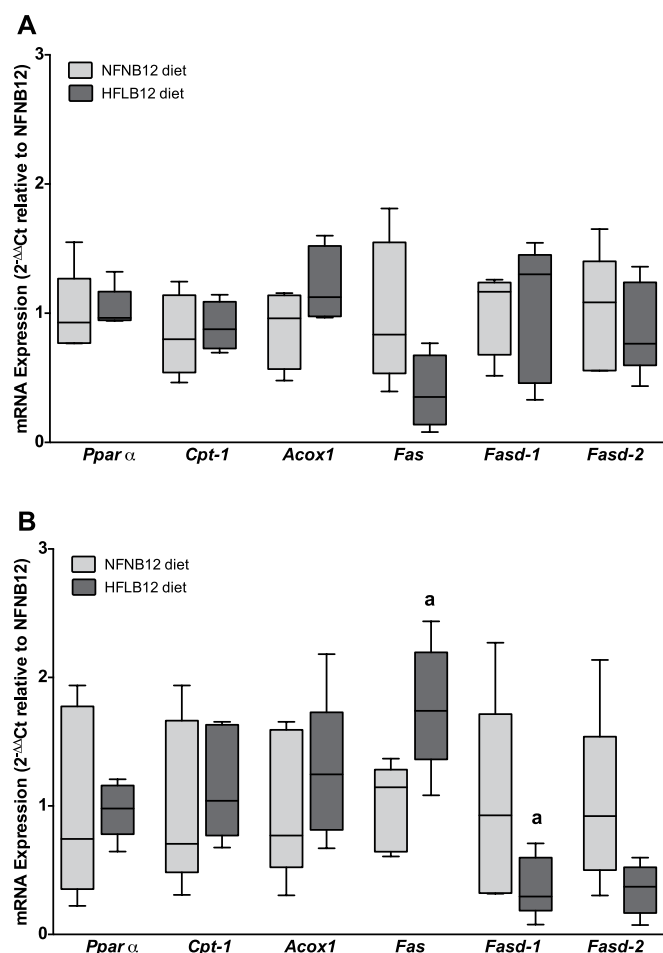 A
mRNA Expression (2-ΔΔCt relative to NFNB12)
3
2
1
0
NFNB12 diet
HFLB12 diet
Ppar α Cpt-1 Acox1 Fas Fasd-1 Fasd-2
B
mRNA Expression (2-ΔΔCt relative to NFNB12)
3
2
1
0
NFNB12 diet
HFLB12 diet
a
a
Ppar α Cpt-1 Acox1 Fas Fasd-1 Fasd-2